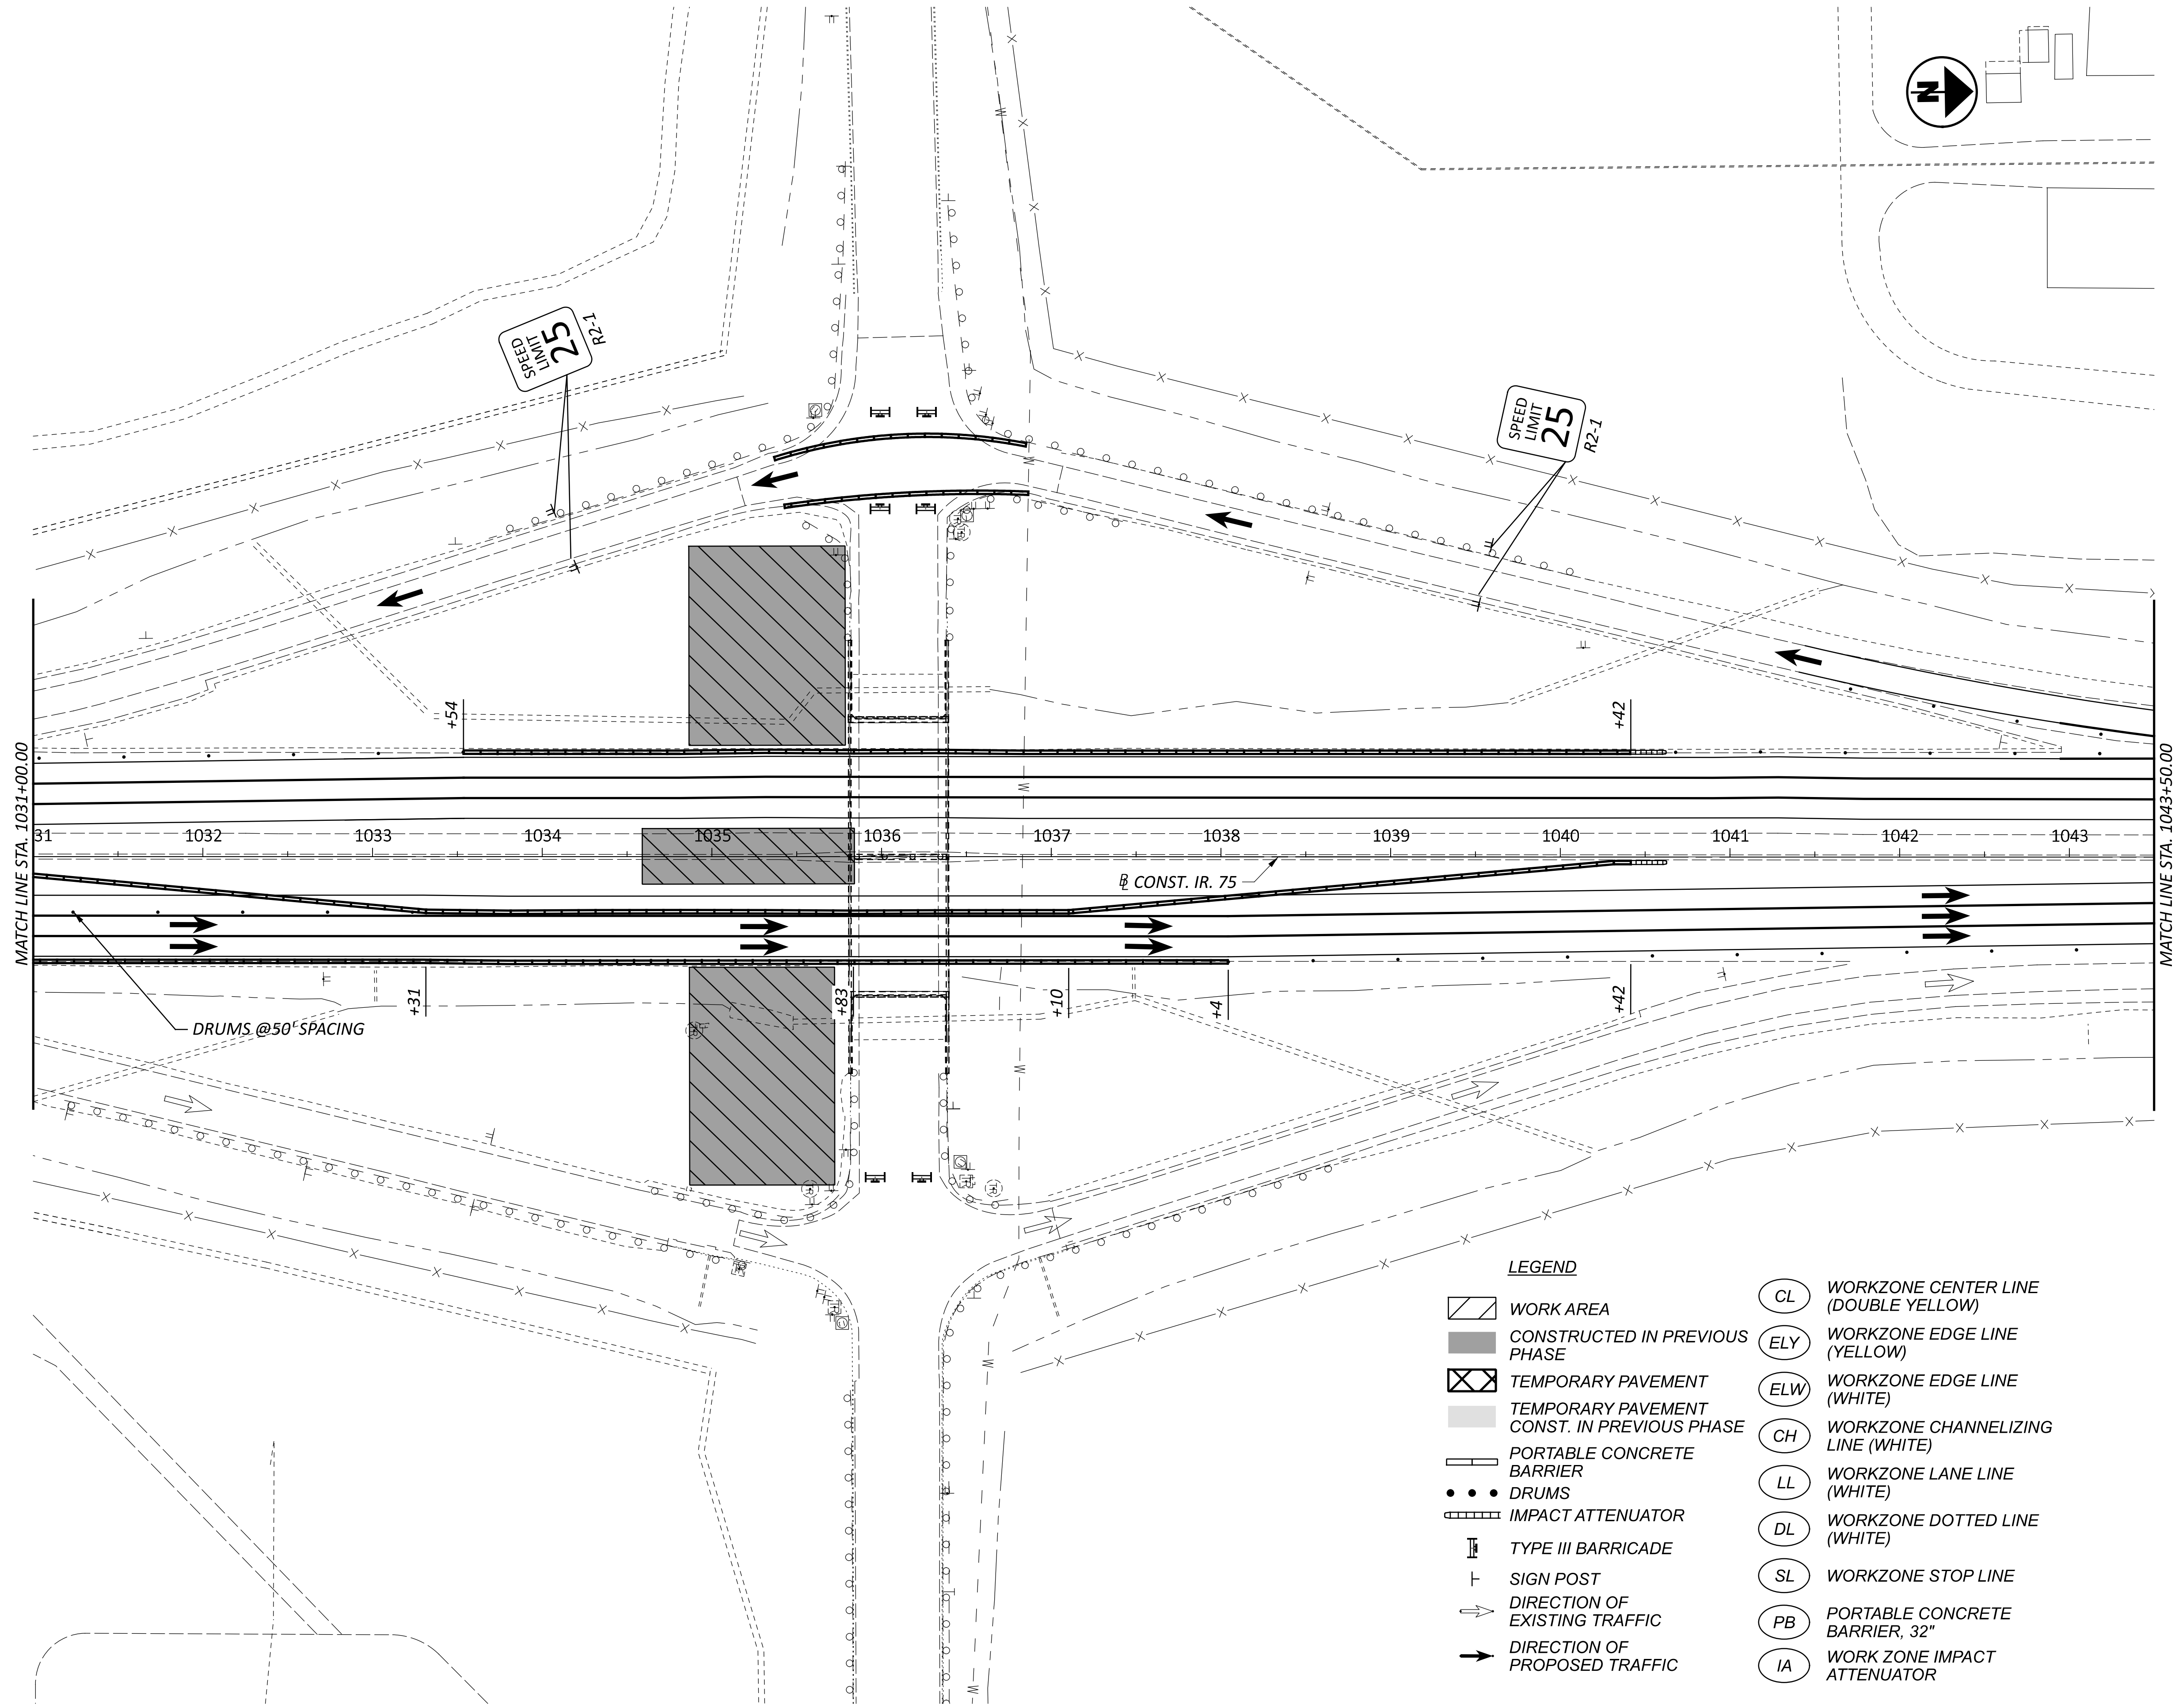 N
SPEED
LIMIT
25
R2-1
SPEED
LIMIT
25
R2-1
+54
+42
MATCH LINE STA. 1031+00.00
MATCH LINE STA. 1043+50.00
31 1032 1033 1034 1035 1036 1037 1038 1039 1040 1041 1042 1043
BL CONST. IR. 75
+31
+83
+10
+4
+42
DRUMS @50' SPACING
W
W
W
W
W
W
W
LEGEND
WORK AREA
CONSTRUCTED IN PREVIOUS
PHASE
TEMPORARY PAVEMENT
TEMPORARY PAVEMENT
CONST. IN PREVIOUS PHASE
PORTABLE CONCRETE
BARRIER
DRUMS
IMPACT ATTENUATOR
TYPE III BARRICADE
SIGN POST
DIRECTION OF
EXISTING TRAFFIC
DIRECTION OF
PROPOSED TRAFFIC
CL WORKZONE CENTER LINE
(DOUBLE YELLOW)
ELY WORKZONE EDGE LINE
(YELLOW)
ELW WORKZONE EDGE LINE
(WHITE)
CH WORKZONE CHANNELIZING
LINE (WHITE)
LL WORKZONE LANE LINE
(WHITE)
DL WORKZONE DOTTED LINE
(WHITE)
SL WORKZONE STOP LINE
PB PORTABLE CONCRETE
BARRIER, 32"
IA WORK ZONE IMPACT
ATTENUATOR